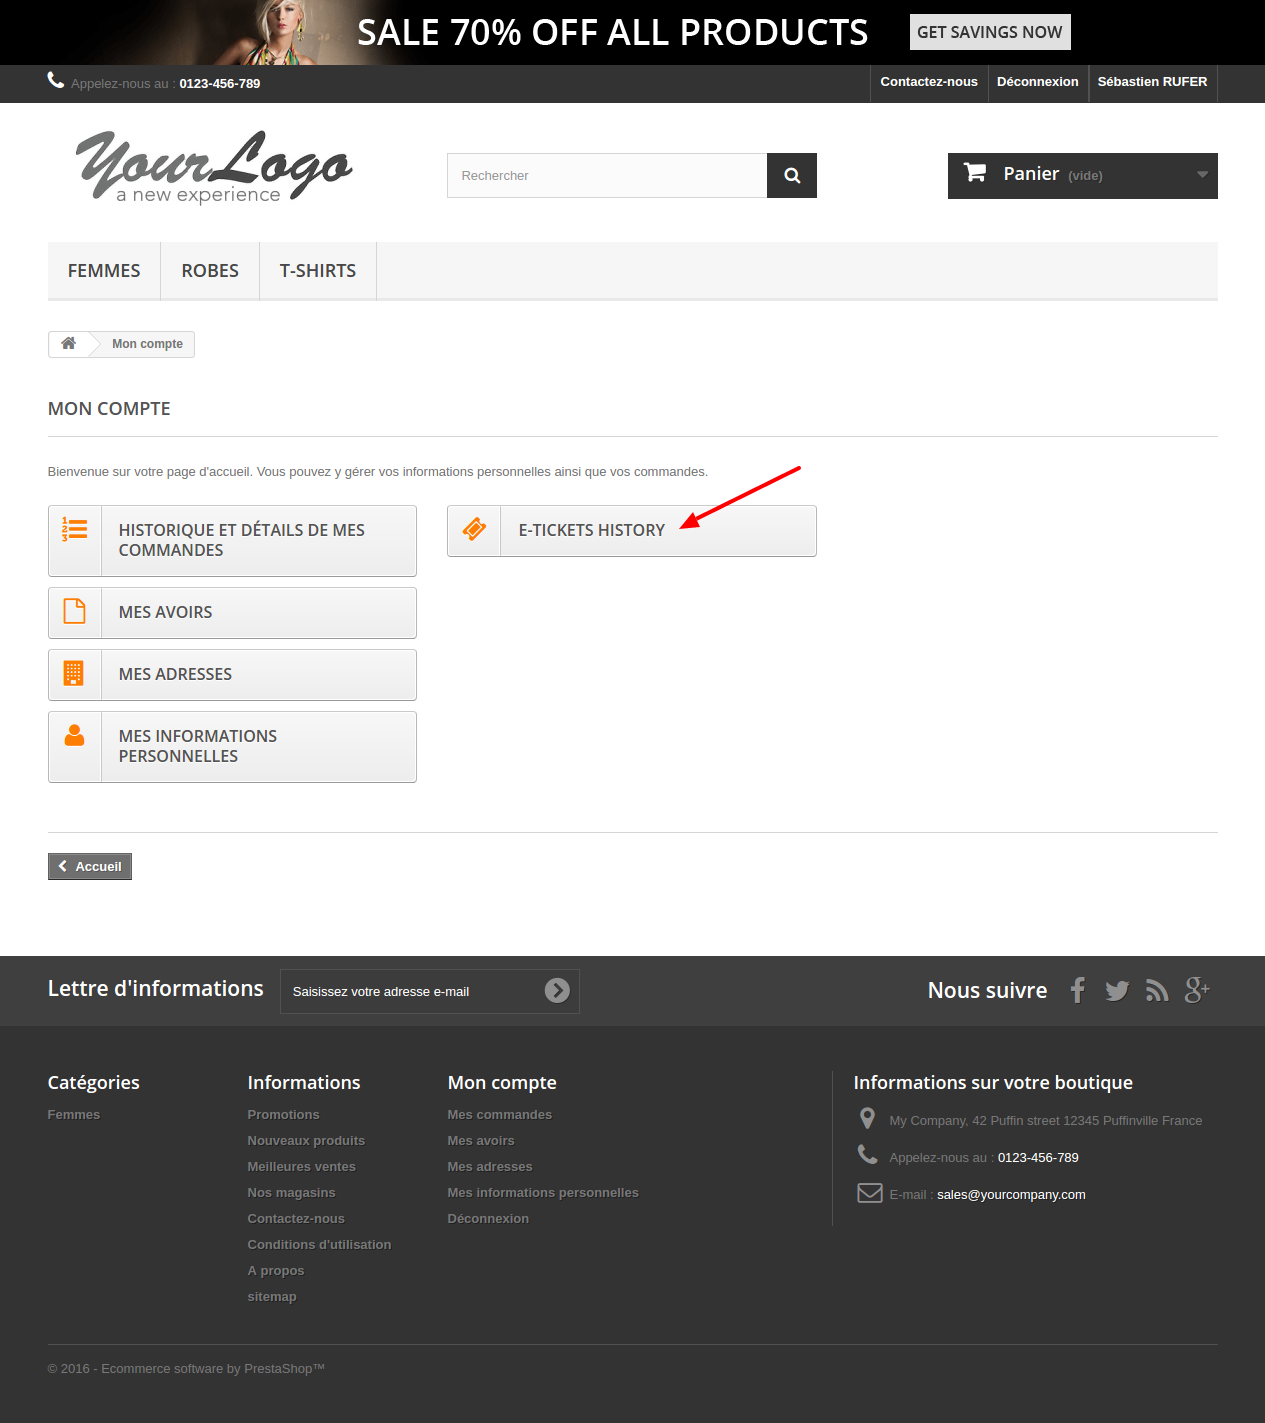 SALE 70% OFF ALL PRODUCTS
GET SAVINGS NOW
Appelez-nous au : 0123-456-789
Contactez-nous
Déconnexion
Sébastien RUFER
YourLogo
a new experience
Rechercher
Panier (vide)
FEMMES
ROBES
T-SHIRTS
Mon compte
MON COMPTE
Bienvenue sur votre page d'accueil. Vous pouvez y gérer vos informations personnelles ainsi que vos commandes.
HISTORIQUE ET DÉTAILS DE MES
COMMANDES
MES AVOIRS
MES ADRESSES
MES INFORMATIONS
PERSONNELLES
E-TICKETS HISTORY
Accueil
Lettre d'informations
Saisissez votre adresse e-mail
Nous suivre
Catégories
Femmes
Informations
Promotions
Nouveaux produits
Meilleures ventes
Nos magasins
Contactez-nous
Conditions d'utilisation
A propos
sitemap
Mon compte
Mes commandes
Mes avoirs
Mes adresses
Mes informations personnelles
Déconnexion
Informations sur votre boutique
My Company, 42 Puffin street 12345 Puffinville France
Appelez-nous au : 0123-456-789
E-mail : sales@yourcompany.com
© 2016 - Ecommerce software by PrestaShop™